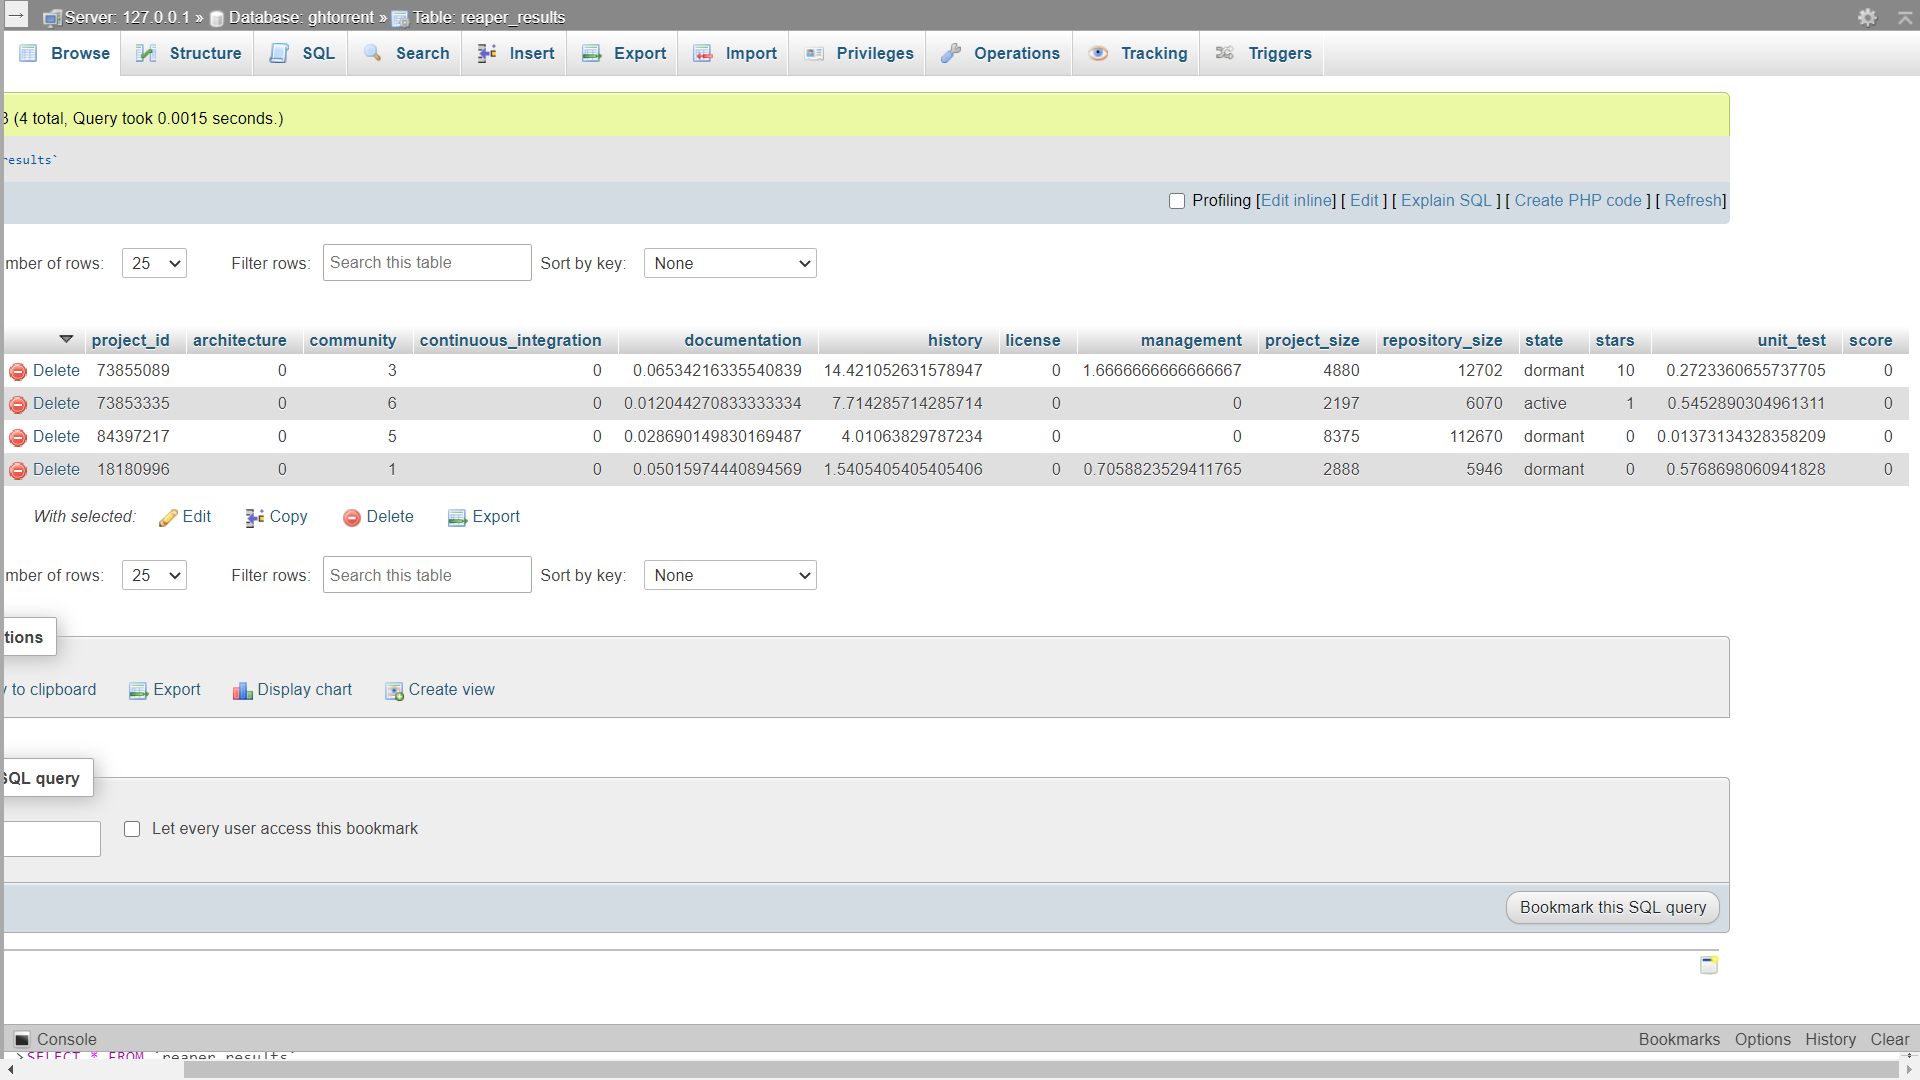 Server: 127.0.0.1 » Database: ghtorrent » Table: reaper_results
Browse Structure SQL Search Insert Export Import Privileges Operations Tracking Triggers
(4 total, Query took 0.0015 seconds.)
results`
Profiling [Edit inline] [ Edit ] [ Explain SQL ] [ Create PHP code ] [ Refresh]
mber of rows: 25 Filter rows: Search this table Sort by key: None
project_id architecture community continuous_integration documentation history license management project_size repository_size state stars unit_test score
Delete 73855089 0 3 0 0.06534216335540839 14.421052631578947 0 1.6666666666666667 4880 12702 dormant 10 0.2723360655737705 0
Delete 73853335 0 6 0 0.012044270833333334 7.714285714285714 0 0 2197 6070 active 1 0.5452890304961311 0
Delete 84397217 0 5 0 0.028690149830169487 4.01063829787234 0 0 8375 112670 dormant 0 0.01373134328358209 0
Delete 18180996 0 1 0 0.05015974440894569 1.5405405405405406 0 0.7058823529411765 2888 5946 dormant 0 0.5768698060941828 0
With selected: Edit Copy Delete Export
mber of rows: 25 Filter rows: Search this table Sort by key: None
tions
to clipboard Export Display chart Create view
SQL query
Let every user access this bookmark
Bookmark this SQL query
Console Bookmarks Options History Clear
>SELECT * FROM `reaper_results`